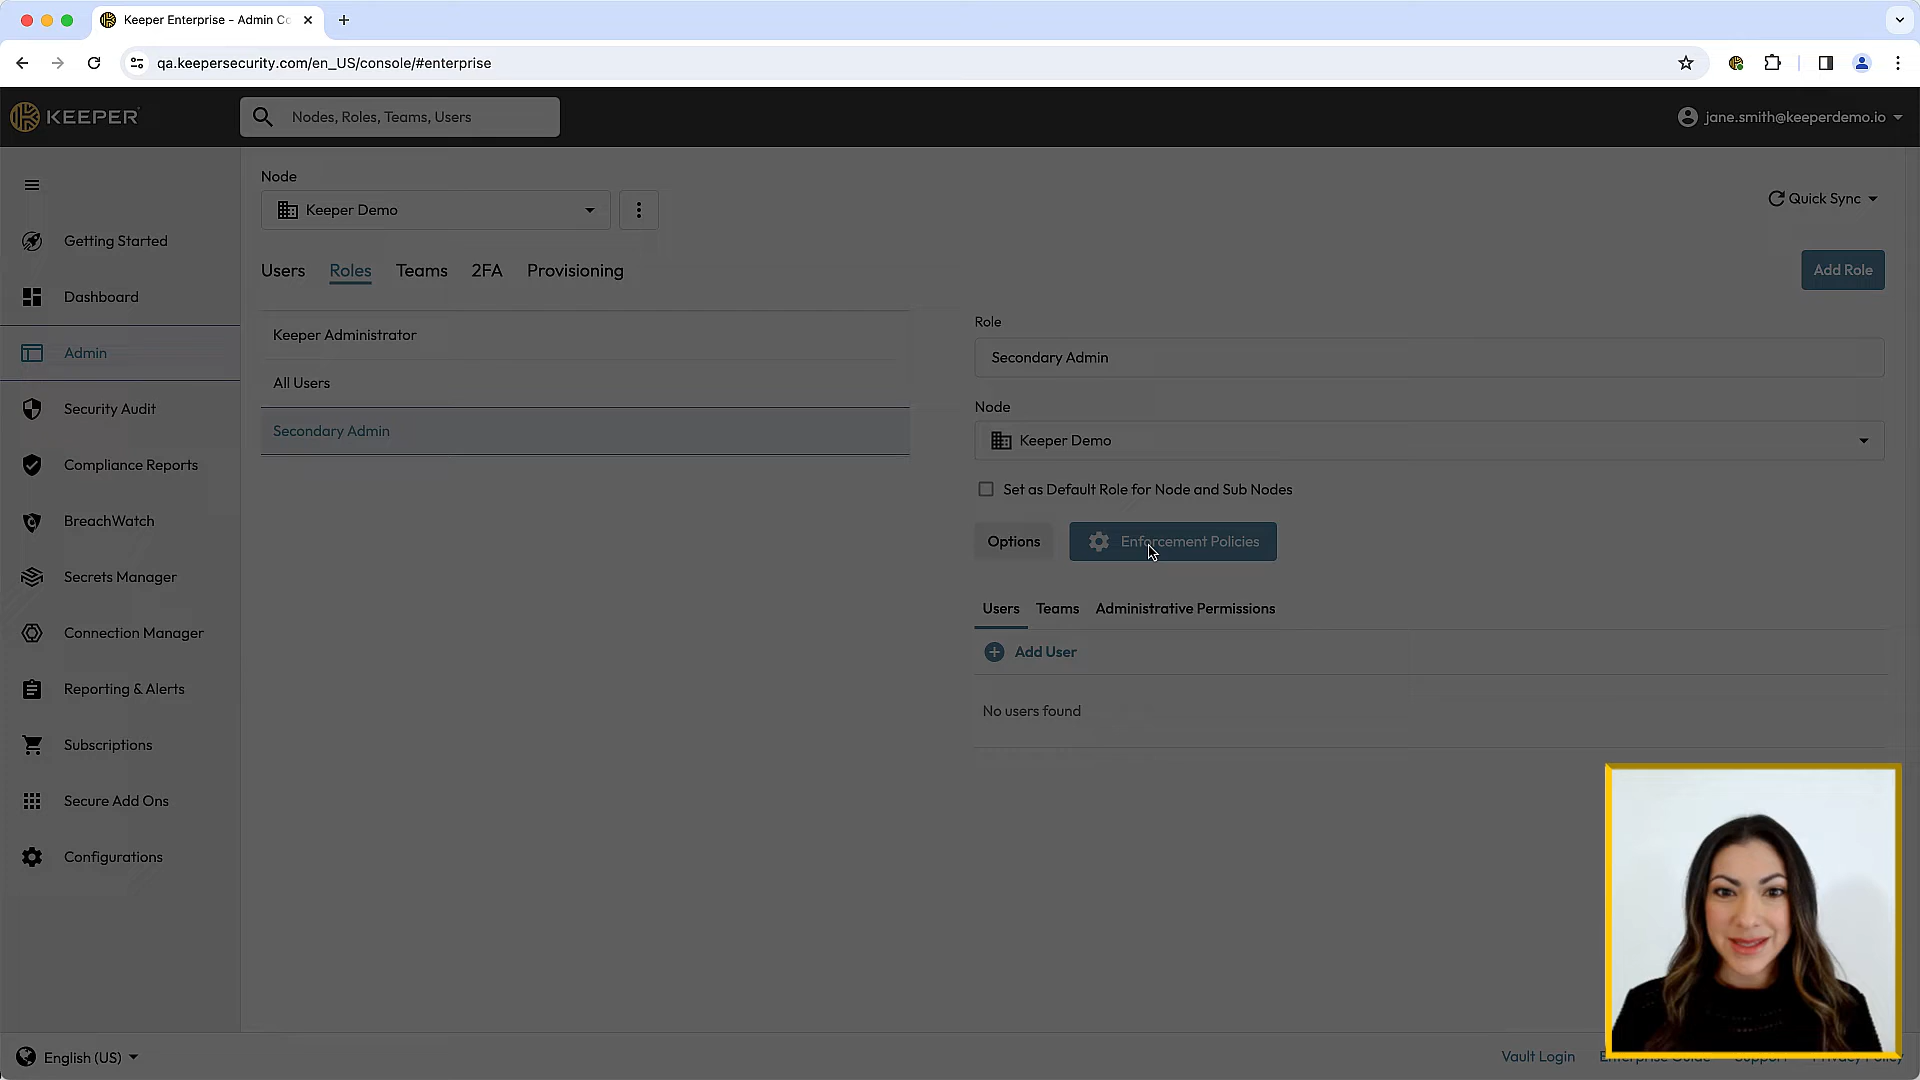 Keeper Enterprise - Admin Co
qa.keepersecurity.com/en_US/console/#enterprise
KEEPER
Nodes, Roles, Teams, Users
jane.smith@keeperdemo.io
Node
Keeper Demo
Quick Sync
Getting Started
Dashboard
Admin
Security Audit
Compliance Reports
BreachWatch
Secrets Manager
Connection Manager
Reporting & Alerts
Subscriptions
Secure Add Ons
Configurations
Users Roles Teams 2FA Provisioning
Add Role
Keeper Administrator
All Users
Secondary Admin
Role
Secondary Admin
Node
Keeper Demo
Set as Default Role for Node and Sub Nodes
Options Enforcement Policies
Users Teams Administrative Permissions
Add User
No users found
English (US)
Vault Login